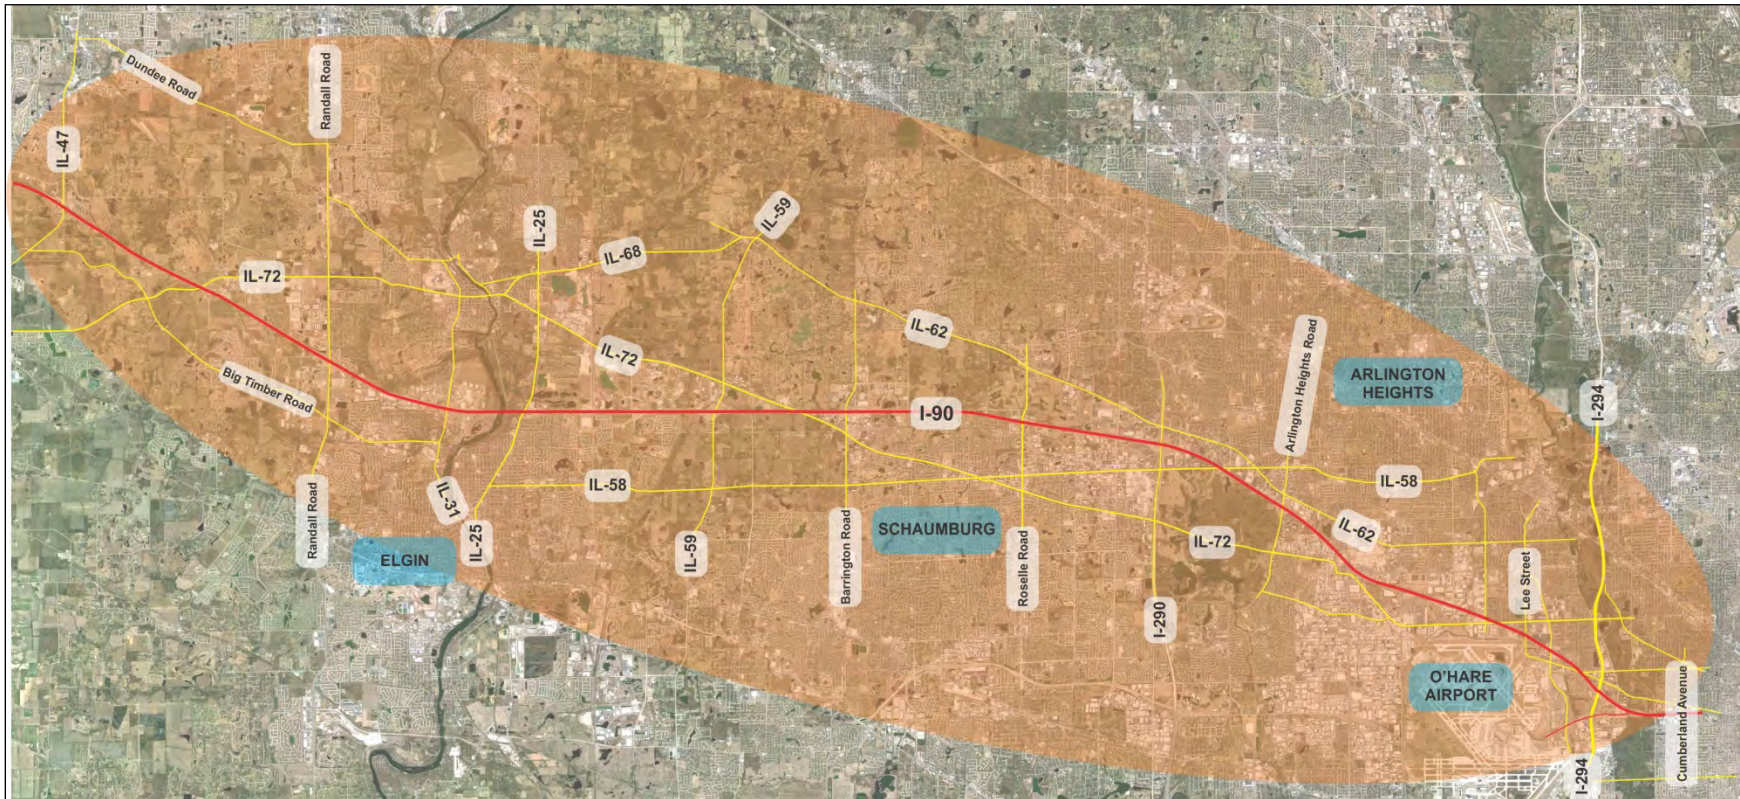 Dundee Road
Randall Road
IL-47
IL-59
IL-25
IL-68
IL-72
IL-62
IL-72
Arlington Heights Road
ARLINGTON
HEIGHTS
Big Timber Road
I-90
I-294
IL-58
IL-58
IL-31
Randall Road
IL-25
IL-59
Barrington Road
SCHAUMBURG
Roselle Road
IL-72
IL-62
ELGIN
Lee Street
I-290
O'HARE
AIRPORT
Cumberland Avenue
I-294